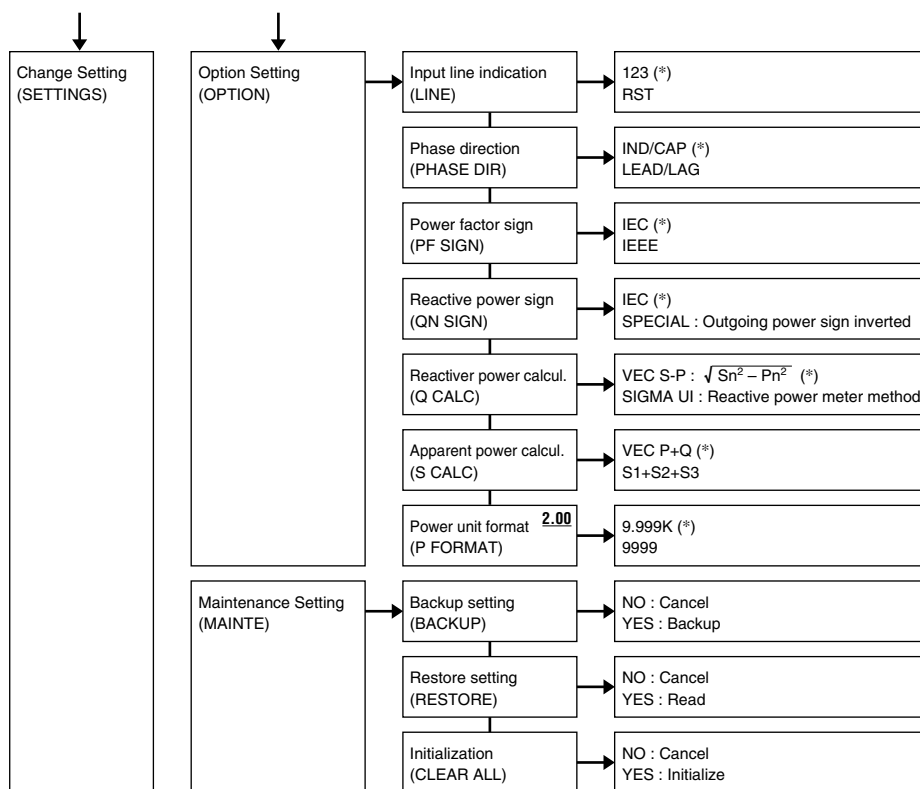 Change Setting
(SETTINGS)
Option Setting
(OPTION)
Input line indication
(LINE)
123 (*)
RST
Phase direction
(PHASE DIR)
IND/CAP (*)
LEAD/LAG
Power factor sign
(PF SIGN)
IEC (*)
IEEE
Reactive power sign
(QN SIGN)
IEC (*)
SPECIAL : Outgoing power sign inverted
Reactiver power calcul.
(Q CALC)
VEC S-P : √Sn² – Pn² (*)
SIGMA UI : Reactive power meter method
Apparent power calcul.
(S CALC)
VEC P+Q (*)
S1+S2+S3
Power unit format 2.00
(P FORMAT)
9.999K (*)
9999
Maintenance Setting
(MAINTE)
Backup setting
(BACKUP)
NO : Cancel
YES : Backup
Restore setting
(RESTORE)
NO : Cancel
YES : Read
Initialization
(CLEAR ALL)
NO : Cancel
YES : Initialize